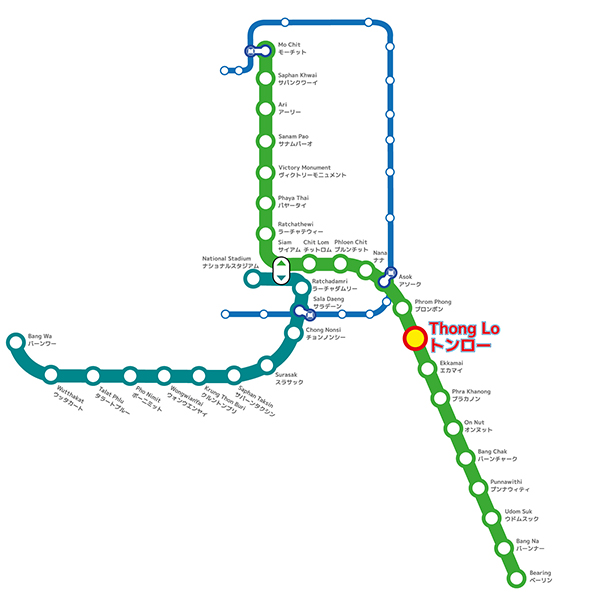 Mo Chit
モーチット
Saphan Khwai
サパンクワーイ
Ari
アーリー
Sanam Pao
サナムパーオ
Victory Monument
ヴィクトリーモニュメント
Phaya Thai
パヤータイ
Ratchathewi
ラーチャテウィー
Siam
サイアム
Chit Lom
チットロム
Phloen Chit
プルンチット
Nana
ナナ
National Stadium
ナショナルスタジアム
Asok
アソーク
Ratchadamri
ラーチャダムリー
Sala Daeng
サラデーン
Phrom Phong
プロンポン
Thong Lo
トンロー
Chong Nonsi
チョンノンシー
Bang Wa
バーンワー
Ekkamai
エカマイ
Surasak
スラサック
Wutthakat
ウッタカート
Talat Phlu
タラートプルー
Pho Nimit
ポーニミット
WongwianYai
ウォンウエンヤイ
Krung Thon Buri
クルントンブリ
Saphan Taksin
サパーンタクシン
Phra Khanong
プラカノン
On Nut
オンヌット
Bang Chak
バーンチャーク
Punnawithi
プンナウィティ
Udom Suk
ウドムスック
Bang Na
バーンナー
Bearing
ベーリン